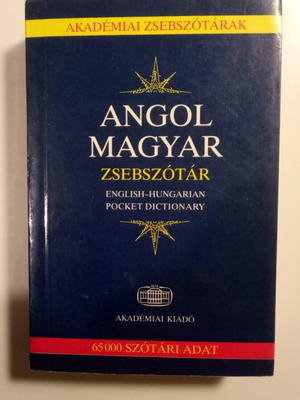 AKADÉMIAI ZSEBSZÓTÁRAK
ANGOL
MAGYAR
ZSEBSZÓTÁR
ENGLISH–HUNGARIAN
POCKET DICTIONARY
AKADÉMIAI KIADÓ
65 000 SZÓTÁRI ADAT